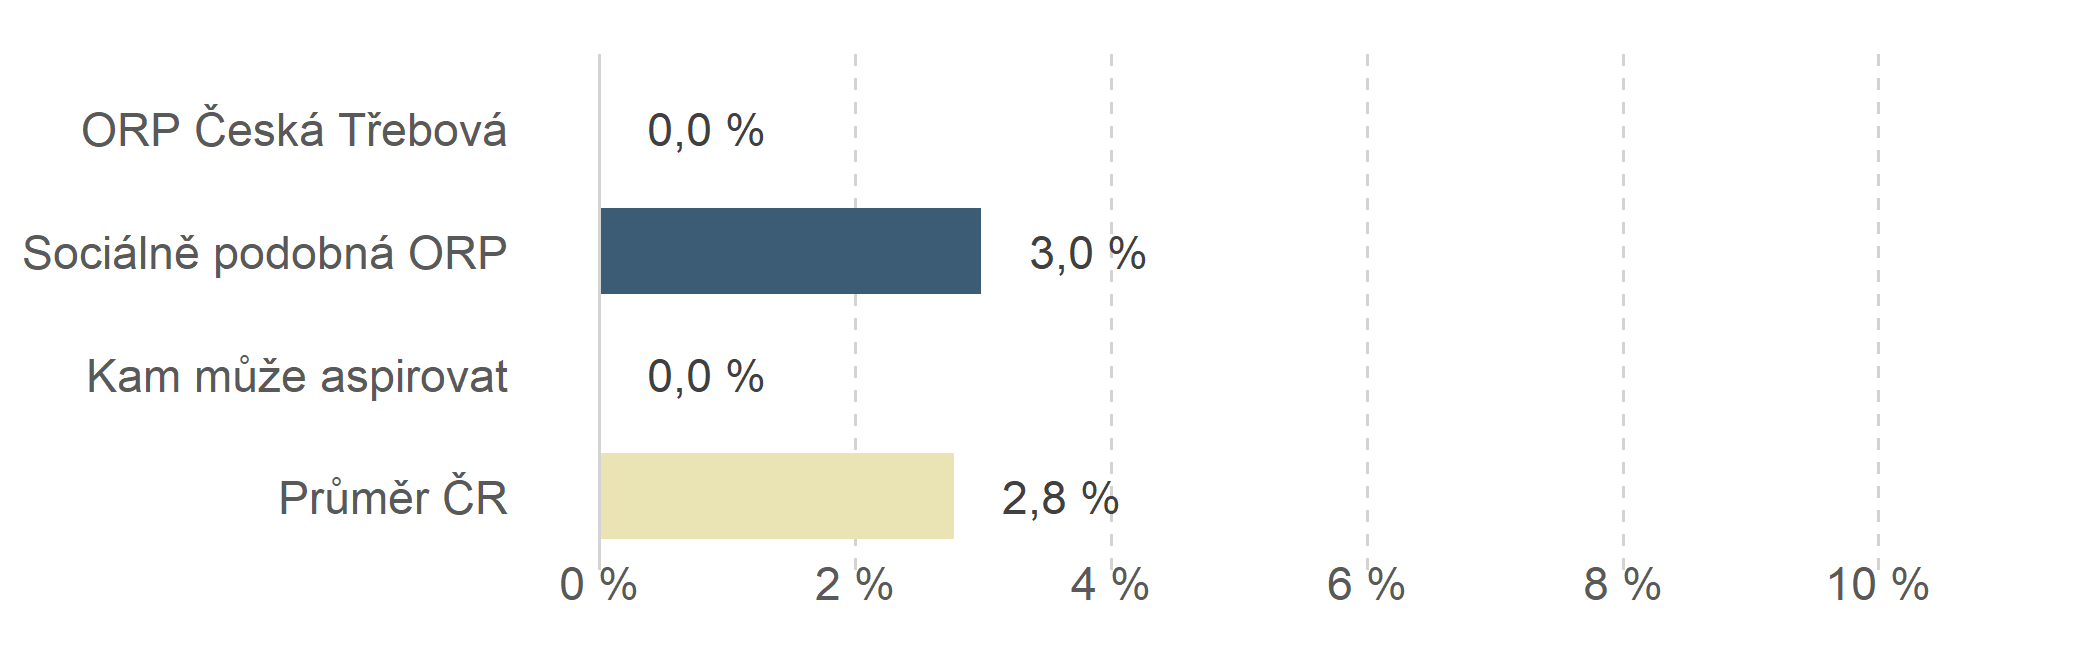 ORP Česká Třebová 0,0 %
Sociálně podobná ORP 3,0 %
Kam může aspirovat 0,0 %
Průměr ČR 2,8 %
0 % 2 % 4 % 6 % 8 % 10 %